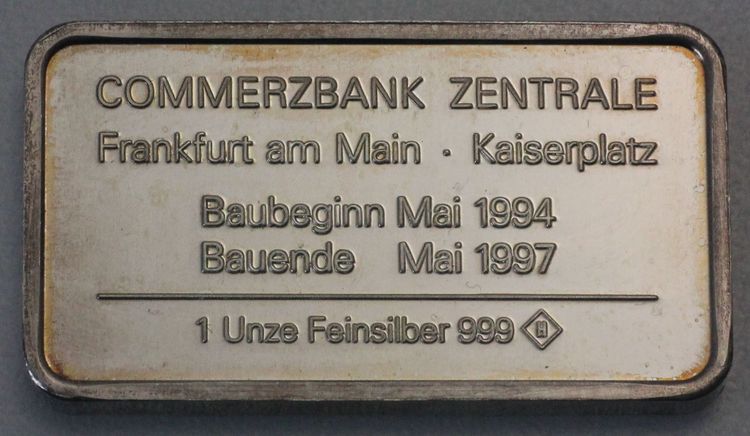 COMMERZBANK ZENTRALE
Frankfurt am Main · Kaiserplatz
Baubeginn Mai 1994
Bauende Mai 1997
1 Unze Feinsilber 999